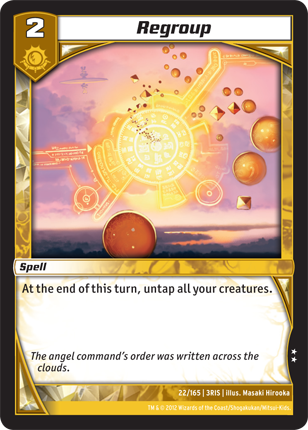 2
Regroup
Spell
At the end of this turn, untap all your creatures.
The angel command's order was written across the
clouds.
22/165 | 3RIS | illus. Masaki Hirooka
TM & © 2012 Wizards of the Coast/Shogakukan/Mitsui-Kids